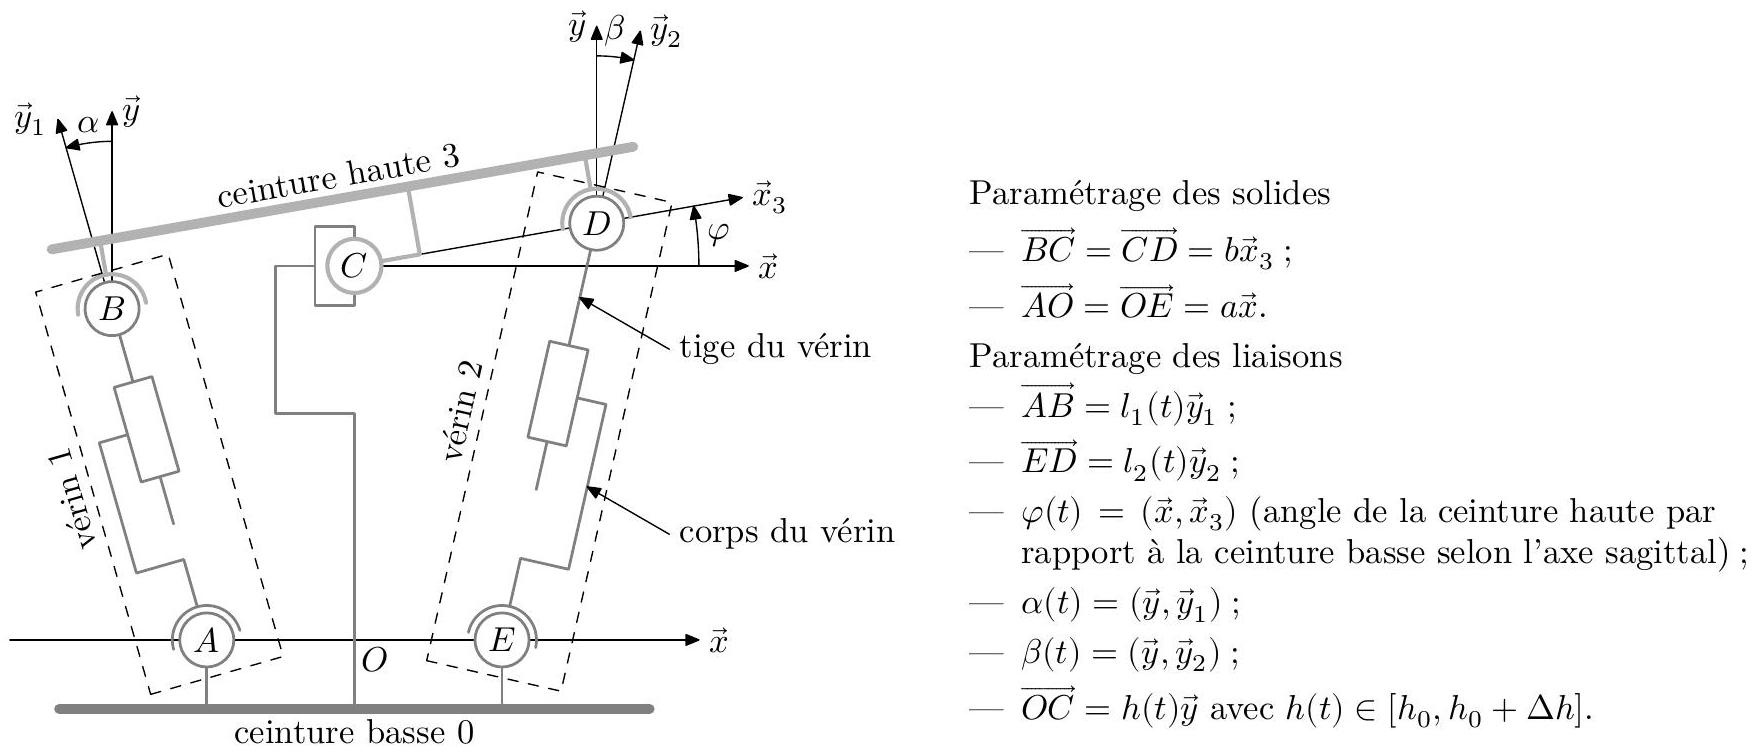 $\vec{y}$ β $\vec{y}_2$
$\vec{y}_1$ α $\vec{y}$
ceinture haute 3
D
$\vec{x}_3$
φ
C
$\vec{x}$
B
tige du vérin
vérin 2
vérin 1
corps du vérin
A
E
$\vec{x}$
O
ceinture basse 0
Paramétrage des solides
— $\overrightarrow{BC} = \overrightarrow{CD} = b\vec{x}_3$ ;
— $\overrightarrow{AO} = \overrightarrow{OE} = a\vec{x}$.
Paramétrage des liaisons
— $\overrightarrow{AB} = l_1(t)\vec{y}_1$ ;
— $\overrightarrow{ED} = l_2(t)\vec{y}_2$ ;
— $\varphi(t) = (\vec{x}, \vec{x}_3)$ (angle de la ceinture haute par
rapport à la ceinture basse selon l'axe sagittal) ;
— $\alpha(t) = (\vec{y}, \vec{y}_1)$ ;
— $\beta(t) = (\vec{y}, \vec{y}_2)$ ;
— $\overrightarrow{OC} = h(t)\vec{y}$ avec $h(t) \in [h_0, h_0 + \Delta h]$.